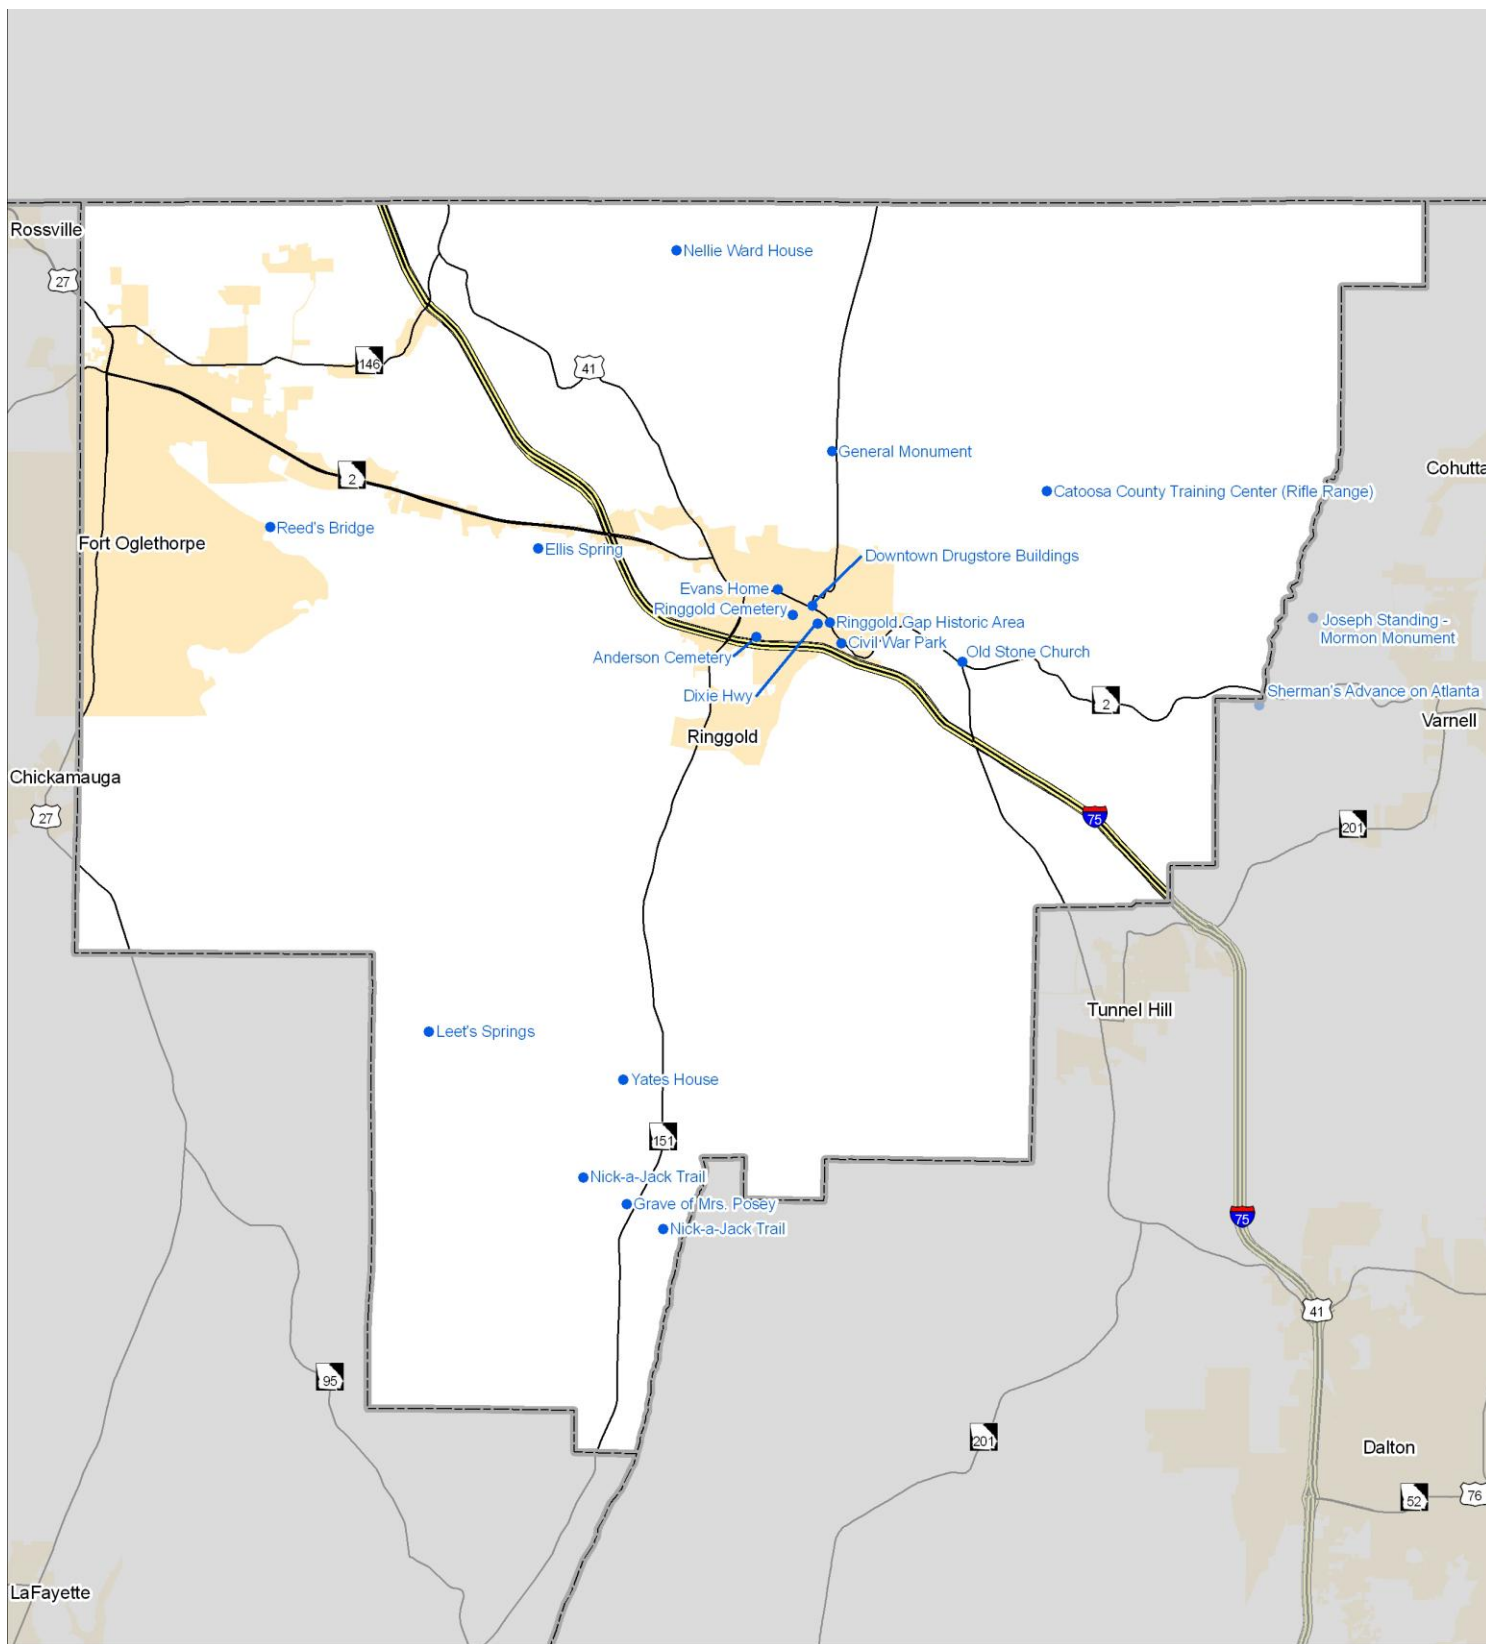 Rossville
27
Nellie Ward House
146
41
General Monument
Cohutta
2
Catoosa County Training Center (Rifle Range)
Reed's Bridge
Fort Oglethorpe
Ellis Spring
Downtown Drugstore Buildings
Evans Home
Ringgold Cemetery
Ringgold Gap Historic Area
Joseph Standing -
Mormon Monument
Civil War Park
Anderson Cemetery
Old Stone Church
Dixie Hwy
2
Sherman's Advance on Atlanta
Varnell
Ringgold
Chickamauga
27
75
201
Tunnel Hill
Leet's Springs
Yates House
151
Nick-a-Jack Trail
Grave of Mrs. Posey
Nick-a-Jack Trail
75
41
95
201
Dalton
52
76
LaFayette